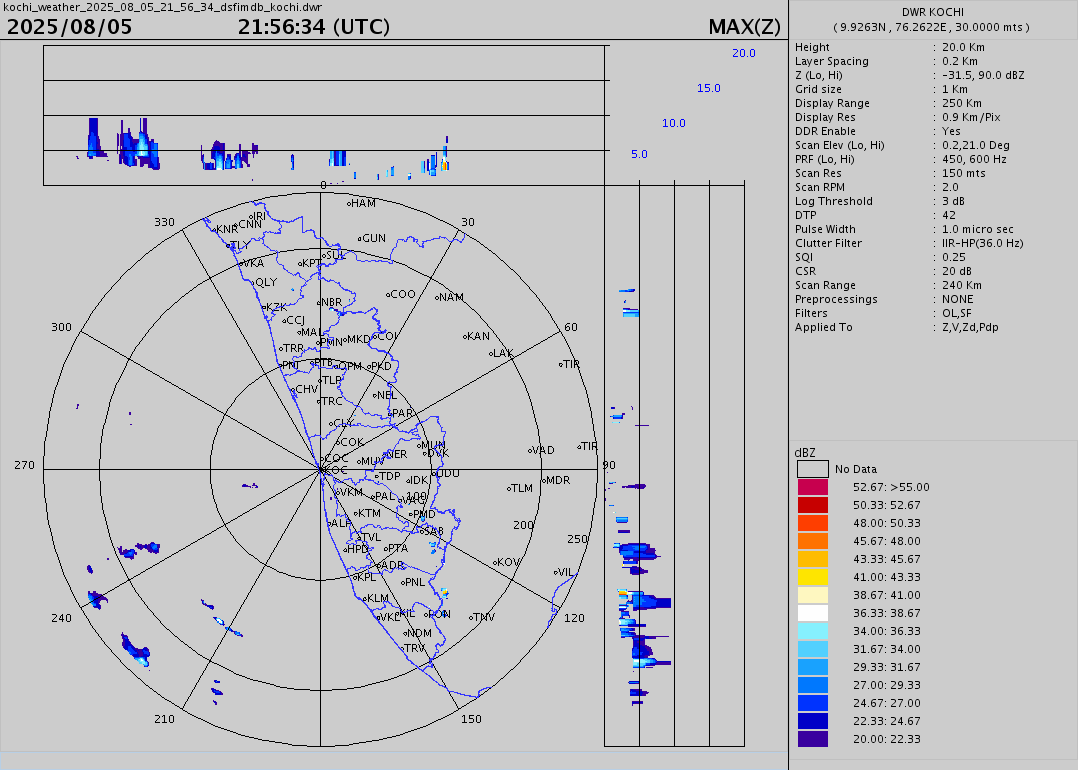 kochi_weather_2025_08_05_21_56_34_dsfimdb_kochi.dwr
2025/08/05 21:56:34 (UTC) MAX(Z)
DWR KOCHI
( 9.9263N , 76.2622E , 30.0000 mts )
Height : 20.0 Km
Layer Spacing : 0.2 Km
Z (Lo, Hi) : -31.5, 90.0 dBZ
Grid size : 1 Km
Display Range : 250 Km
Display Res : 0.9 Km/Pix
DDR Enable : Yes
Scan Elev (Lo, Hi) : 0.2,21.0 Deg
PRF (Lo, Hi) : 450, 600 Hz
Scan Res : 150 mts
Scan RPM : 2.0
Log Threshold : 3 dB
DTP : 42
Pulse Width : 1.0 micro sec
Clutter Filter : IIR-HP(36.0 Hz)
SQI : 0.25
CSR : 20 dB
Scan Range : 240 Km
Preprocessings : NONE
Filters : OL,SF
Applied To : Z,V,Zd,Pdp
20.0
15.0
10.0
5.0
0
30
60
90
120
150
210
240
270
300
330
100
200
250
HAM
IRI
CNN
KNR
GUN
TLY
SUL
VKA
KPT
QLY
COO
NAM
NBR
KZK
CCJ
MAL
KAN
PMN
MKD
COI
TRR
LAK
PNI
PTB
OPM
PKD
TIR
TLP
CHV
NEL
TRC
PAR
CLY
COK
MUN
TIR
VAD
NER
DVK
COC
MUV
KOC
UDU
TDP
IDK
MDR
TLM
VKM
PAL
VAG
KTM
PMD
ALP
SAB
TVL
HPD
PTA
KOV
ADR
VIL
KPL
PNL
KLM
VKL
KIL
PON
TNV
NDM
TRV
dBZ
No Data
52.67: >55.00
50.33: 52.67
48.00: 50.33
45.67: 48.00
43.33: 45.67
41.00: 43.33
38.67: 41.00
36.33: 38.67
34.00: 36.33
31.67: 34.00
29.33: 31.67
27.00: 29.33
24.67: 27.00
22.33: 24.67
20.00: 22.33